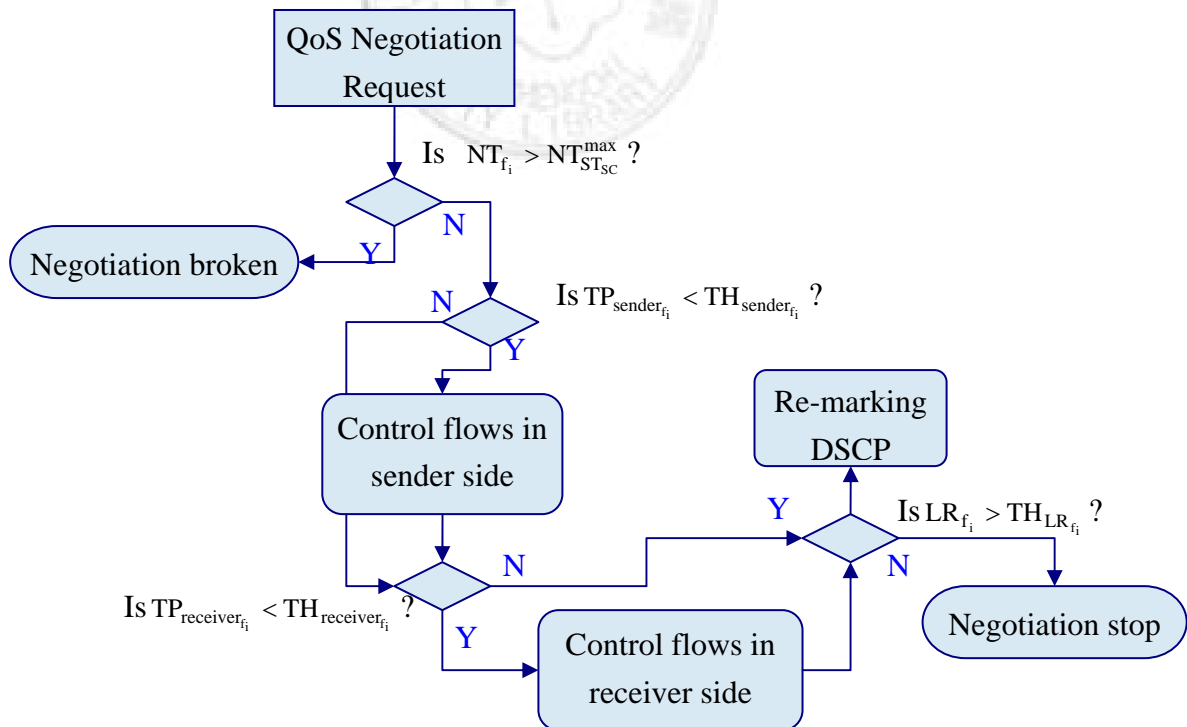 QoS Negotiation
Request
Is NT_{f_i} > NT_{ST_{SC}}^{max} ?
N
Y
Negotiation broken
N
Is TP_{sender_{f_i}} < TH_{sender_{f_i}} ?
Y
Control flows in
sender side
Re-marking
DSCP
Y
Is LR_{f_i} > TH_{LR_{f_i}} ?
N
N
Is TP_{receiver_{f_i}} < TH_{receiver_{f_i}} ?
Y
Control flows in
receiver side
Negotiation stop
LIBRARY